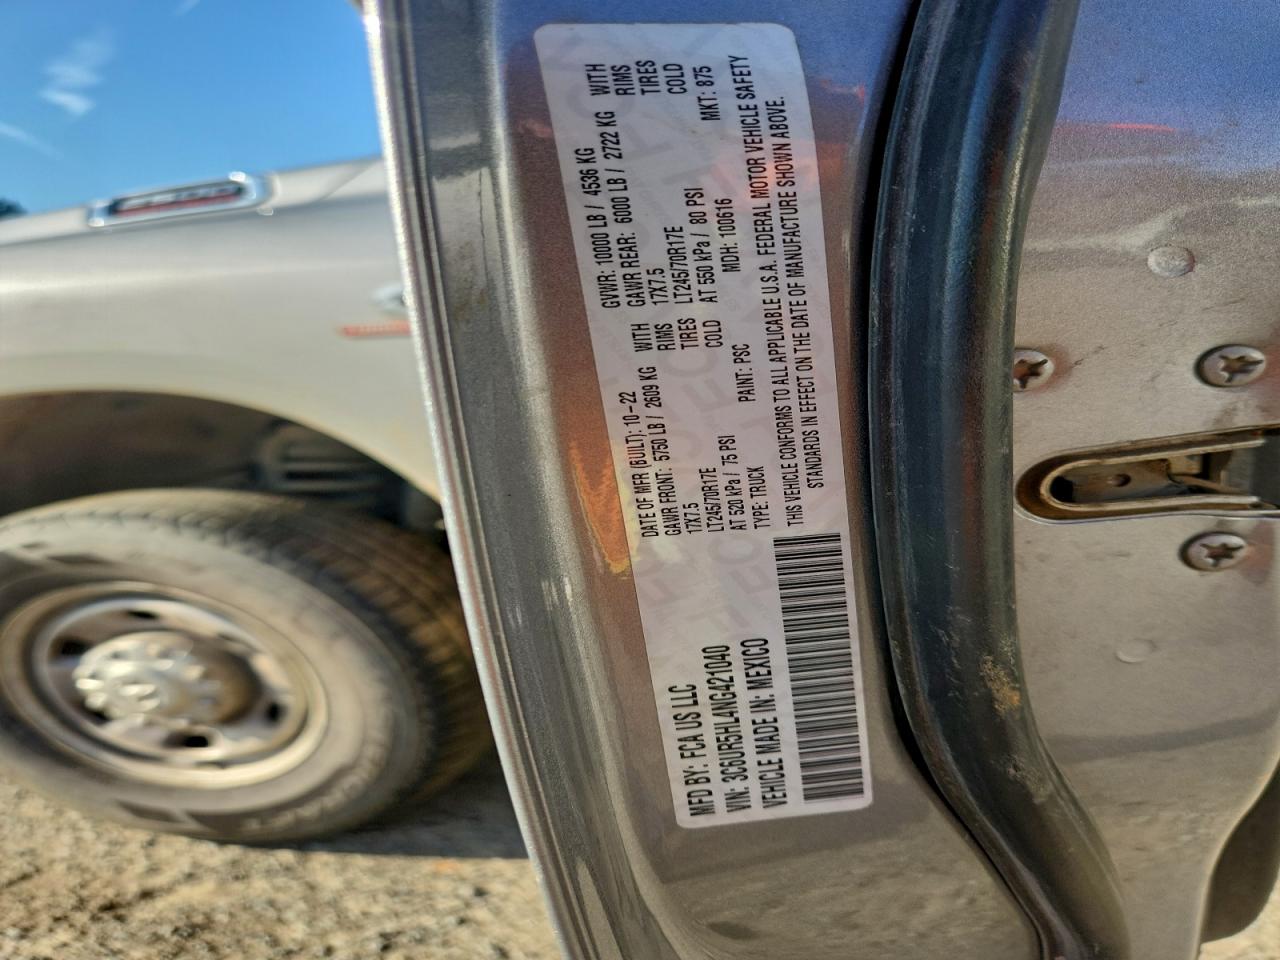 MFD BY: FCA US LLC
VIN: 3C6UR5HL4NG421040
VEHICLE MADE IN: MEXICO
DATE OF MFR (BUILT): 10-22 GVWR: 10000 LB / 4536 KG
GAWR FRONT: 5750 LB / 2609 KG WITH GAWR REAR: 6000 LB / 2722 KG WITH
17X7.5 RIMS 17X7.5 RIMS
LT245/70R17E TIRES LT245/70R17E TIRES
AT 520 kPa / 75 PSI COLD AT 550 kPa / 80 PSI COLD
TYPE: TRUCK PAINT: PSC MDH: 100616 MKT: 875
THIS VEHICLE CONFORMS TO ALL APPLICABLE U.S.A. FEDERAL MOTOR VEHICLE SAFETY
STANDARDS IN EFFECT ON THE DATE OF MANUFACTURE SHOWN ABOVE.